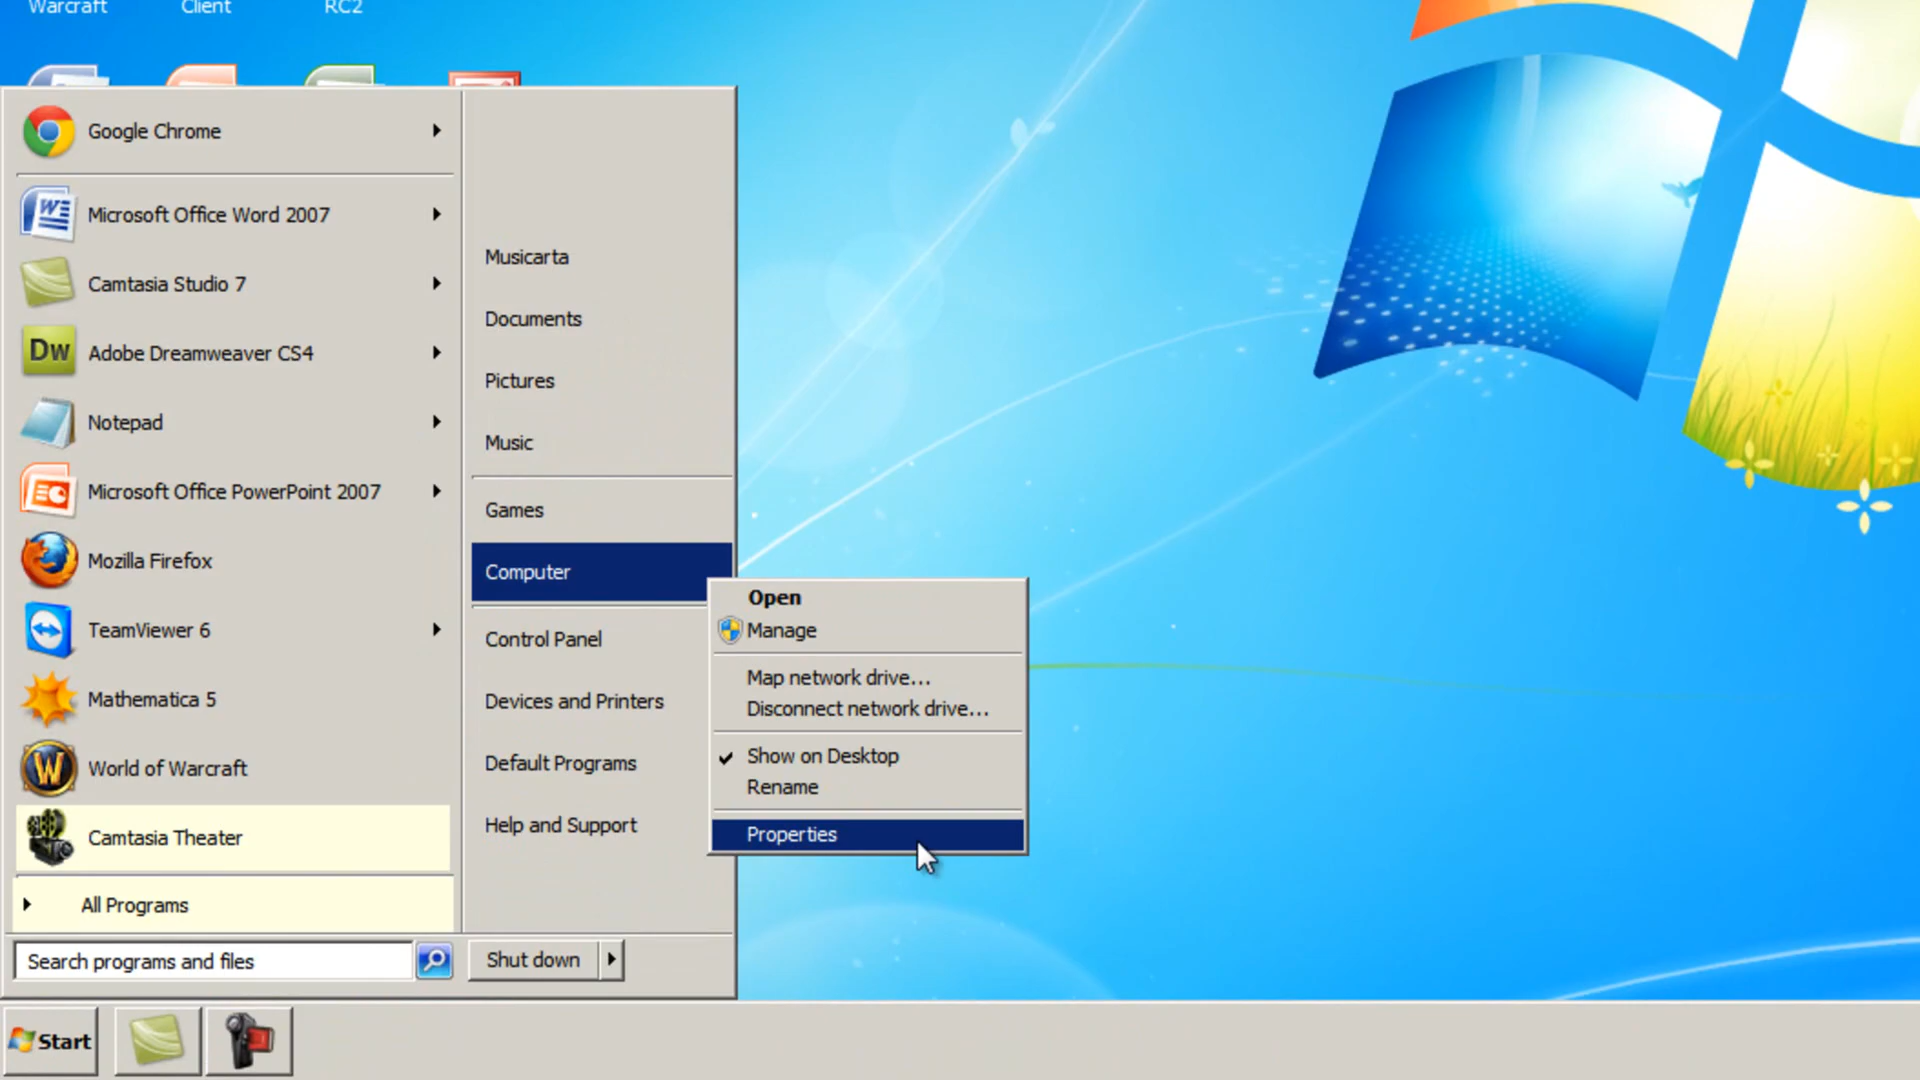 Warcraft
Client
RC2
Google Chrome
Microsoft Office Word 2007
Camtasia Studio 7
Dw
Adobe Dreamweaver CS4
Notepad
Microsoft Office PowerPoint 2007
Mozilla Firefox
TeamViewer 6
Mathematica 5
W
World of Warcraft
Camtasia Theater
All Programs
Search programs and files
Musicarta
Documents
Pictures
Music
Games
Computer
Control Panel
Devices and Printers
Default Programs
Help and Support
Shut down
Open
Manage
Map network drive...
Disconnect network drive...
Show on Desktop
Rename
Properties
Start